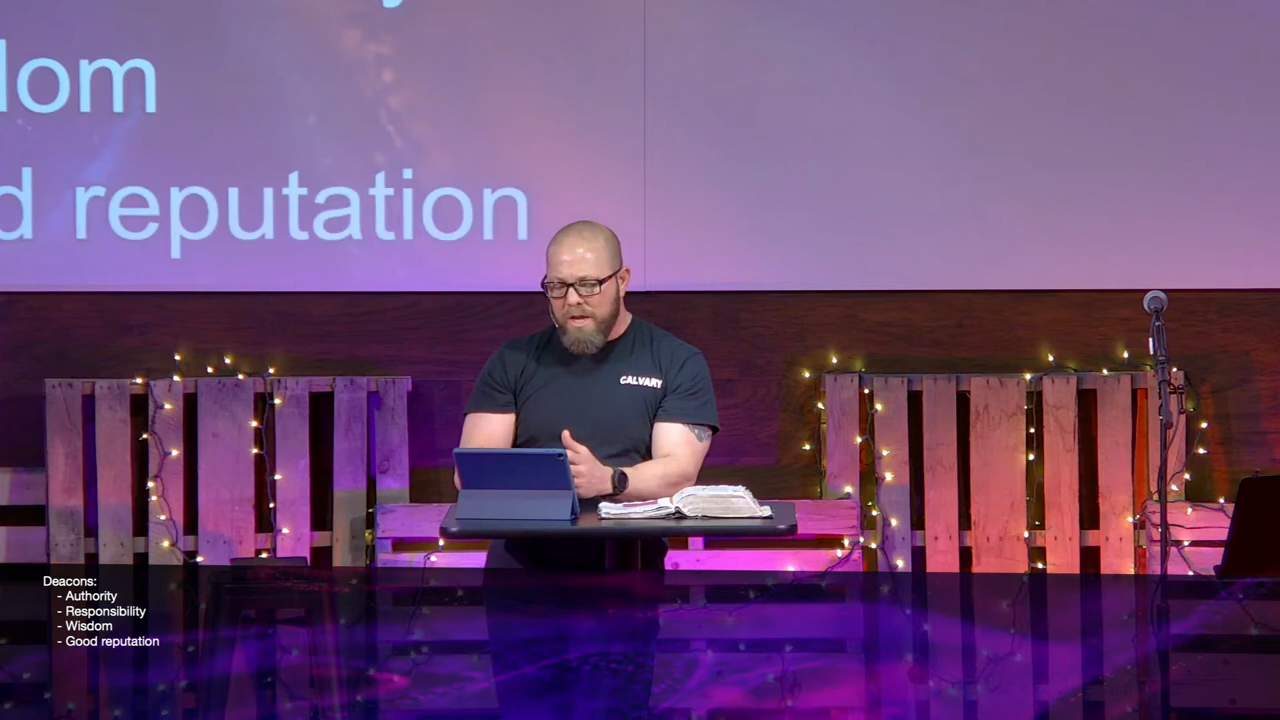 dom
d reputation
CALVARY
Deacons:
- Authority
- Responsibility
- Wisdom
- Good reputation